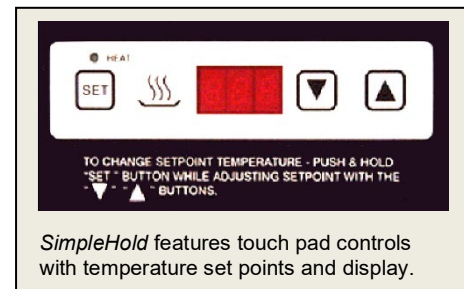 HEAT
SET
TO CHANGE SETPOINT TEMPERATURE - PUSH & HOLD
"SET " BUTTON WHILE ADJUSTING SETPOINT WITH THE
" ▼ " " ▲ " BUTTONS.
SimpleHold features touch pad controls
with temperature set points and display.